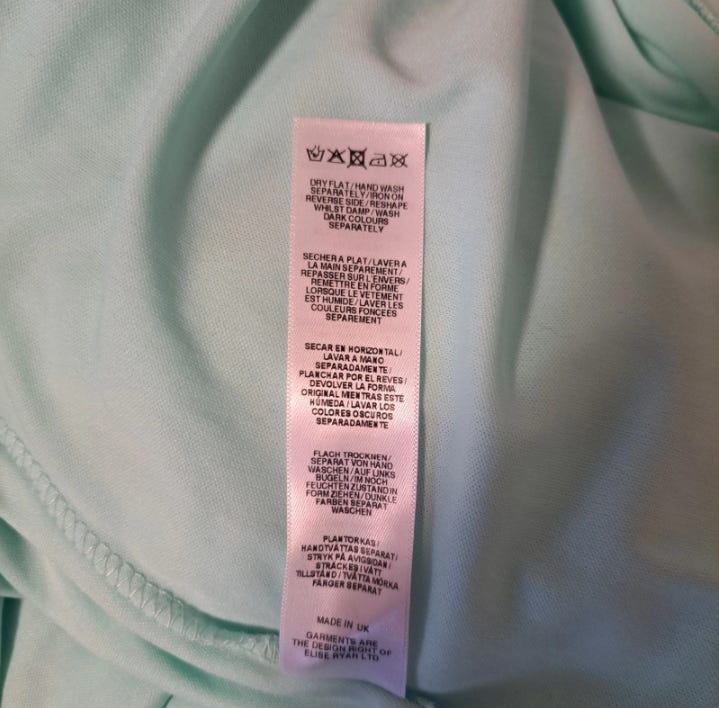 DRY FLAT/HAND WASH
SEPARATELY/IRON ON
REVERSE SIDE/RESHAPE
WHILST DAMP/WASH
DARK COLOURS
SEPARATELY
SECHER A PLAT/LAVER A
LA MAIN SEPAREMENT/
REPASSER SUR L'ENVERS/
REMETTRE EN FORME
LORSQUE LE VETEMENT
EST HUMIDE/LAVER LES
COULEURS FONCEES
SEPAREMENT
SECAR EN HORIZONTAL/
LAVAR A MANO
SEPARADAMENTE/
PLANCHAR POR EL REVES/
DEVOLVER LA FORMA
ORIGINAL MIENTRAS ESTÉ
HÚMEDA/LAVAR LOS
COLORES OSCUROS
SEPARADAMENTE
FLACH TROCKNEN/
SEPARAT VON HAND
WASCHEN/AUF LINKS
BUGELN/IM NOCH
FEUCHTEN ZUSTAND IN
FORM ZIEHEN/DUNKLE
FARBEN SEPARAT
WASCHEN
PLANTORKAS/
HANDTVÄTTAS SEPARAT/
STRYK PÅ AVIGSIDAN/
STRÄCKES I VÅTT
TILLSTÅND/TVÄTTA MÖRKA
FÄRGER SEPARAT
MADE IN UK
GARMENTS ARE
THE DESIGN RIGHT OF
ELISE RYAN LTD